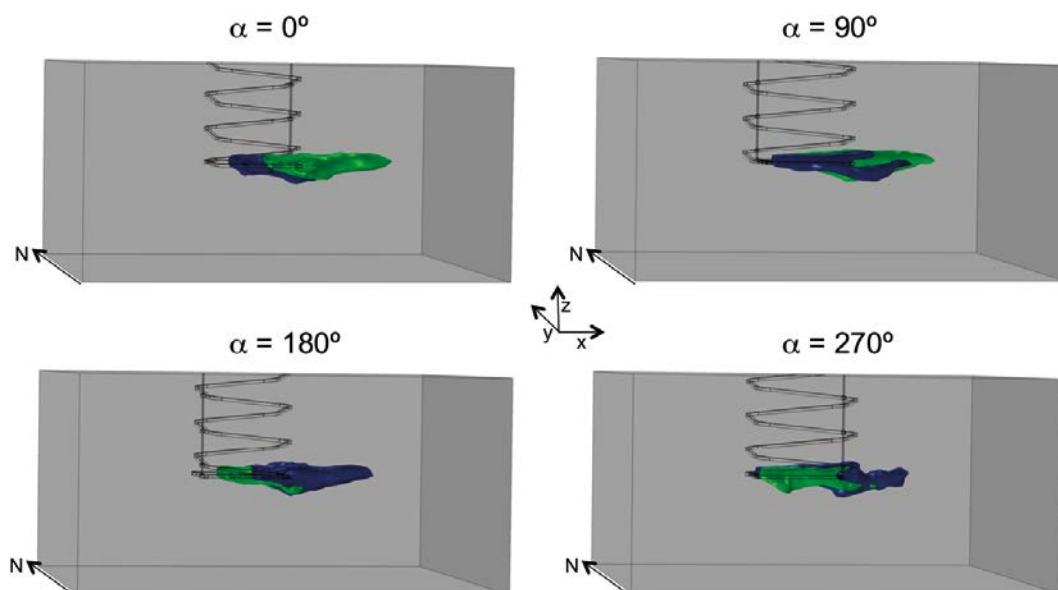 α = 0º
α = 90º
N
N
z
y
x
α = 180º
α = 270º
N
N